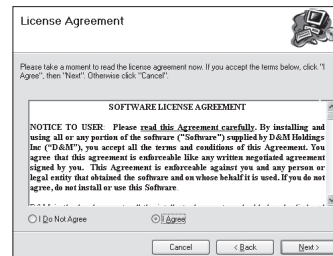 License Agreement
Please take a moment to read the license agreement now. If you accept the terms below, click "I
Agree", then "Next". Otherwise click "Cancel".
SOFTWARE LICENSE AGREEMENT
NOTICE TO USER: Please read this Agreement carefully. By installing and
using all or any portion of the software ("Software") supplied by D&M Holdings
Inc ("D&M"), you accept all the terms and conditions of this Agreement. You
agree that this agreement is enforceable like any written negotiated agreement
signed by you. This Agreement is enforceable against you and any person or
legal entity that obtained the software and on whose behalf it is used. If you do not
agree, do not install or use this Software.
I Do Not Agree
I Agree
Cancel
< Back
Next >